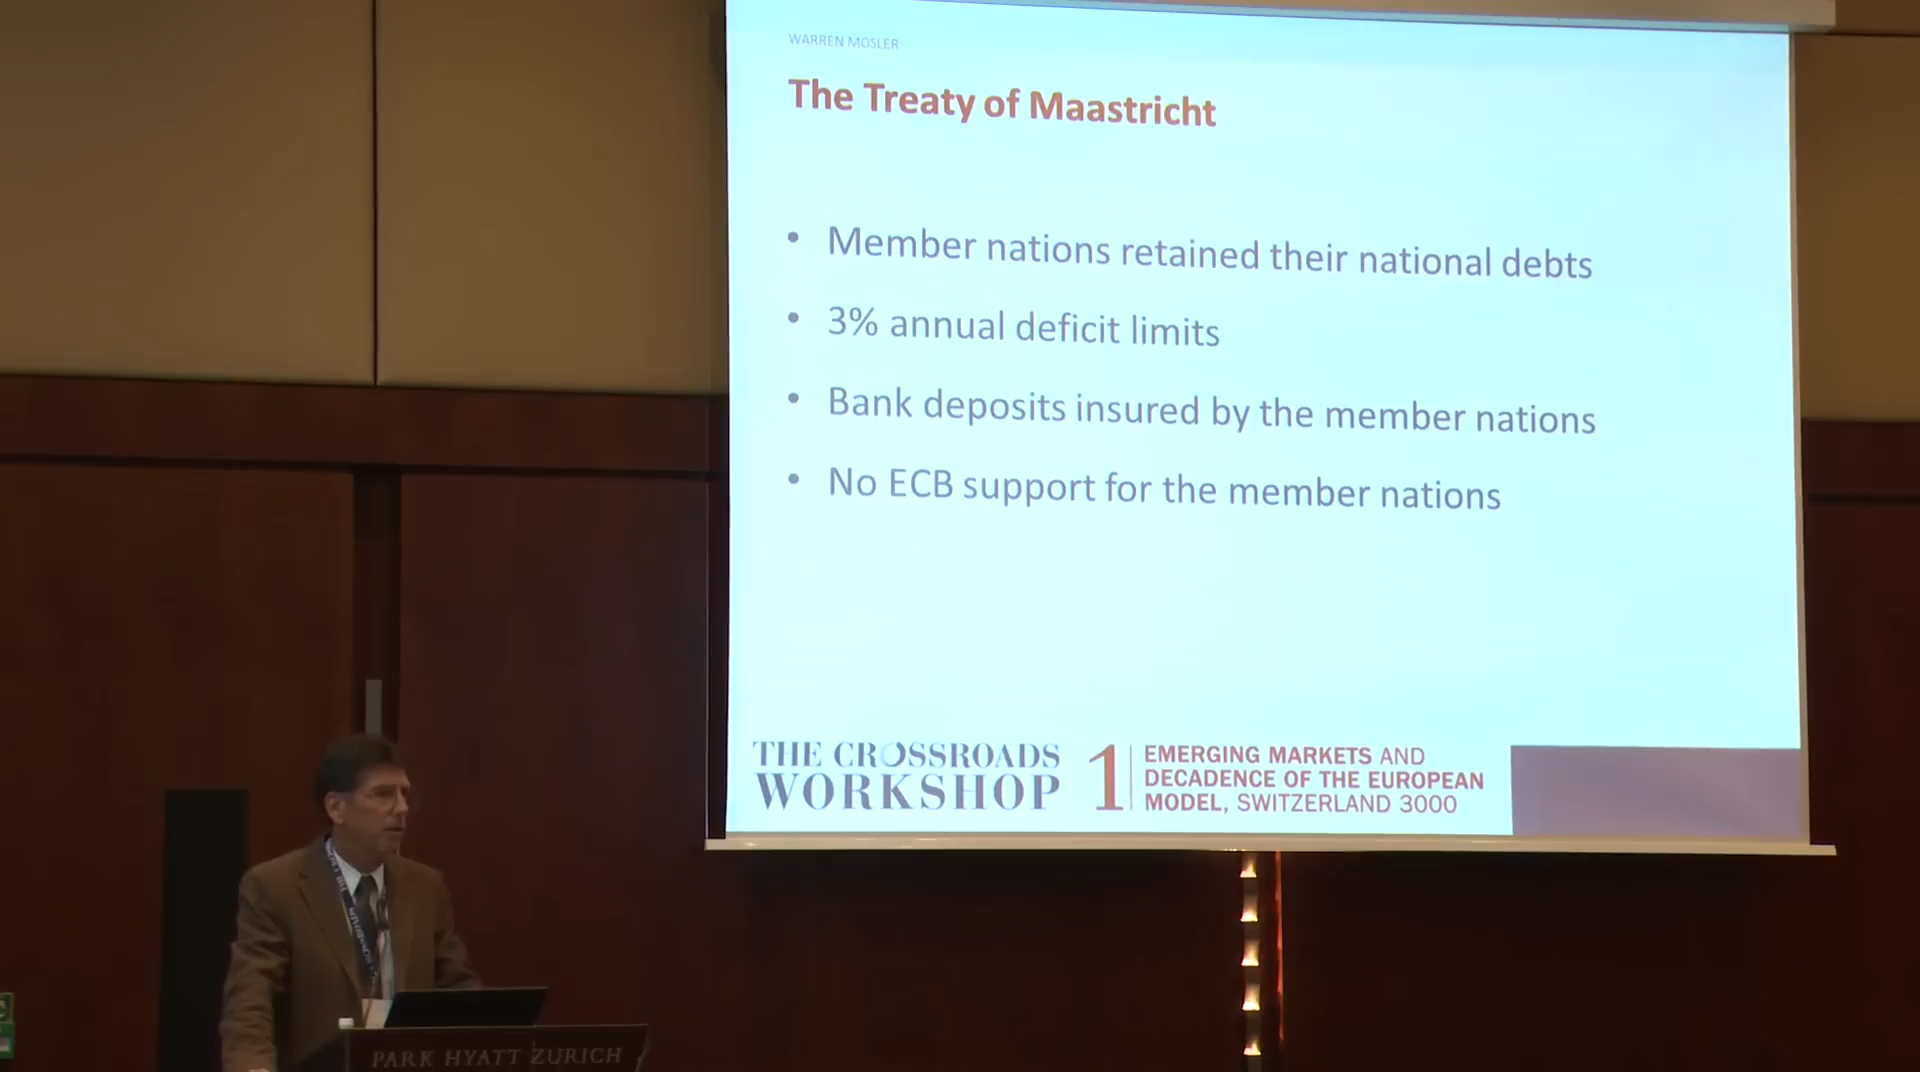 WARREN MOSLER
The Treaty of Maastricht
• Member nations retained their national debts
• 3% annual deficit limits
• Bank deposits insured by the member nations
• No ECB support for the member nations
THE CROSSROADS
WORKSHOP
1
EMERGING MARKETS AND
DECADENCE OF THE EUROPEAN
MODEL, SWITZERLAND 3000
PARK HYATT ZURICH